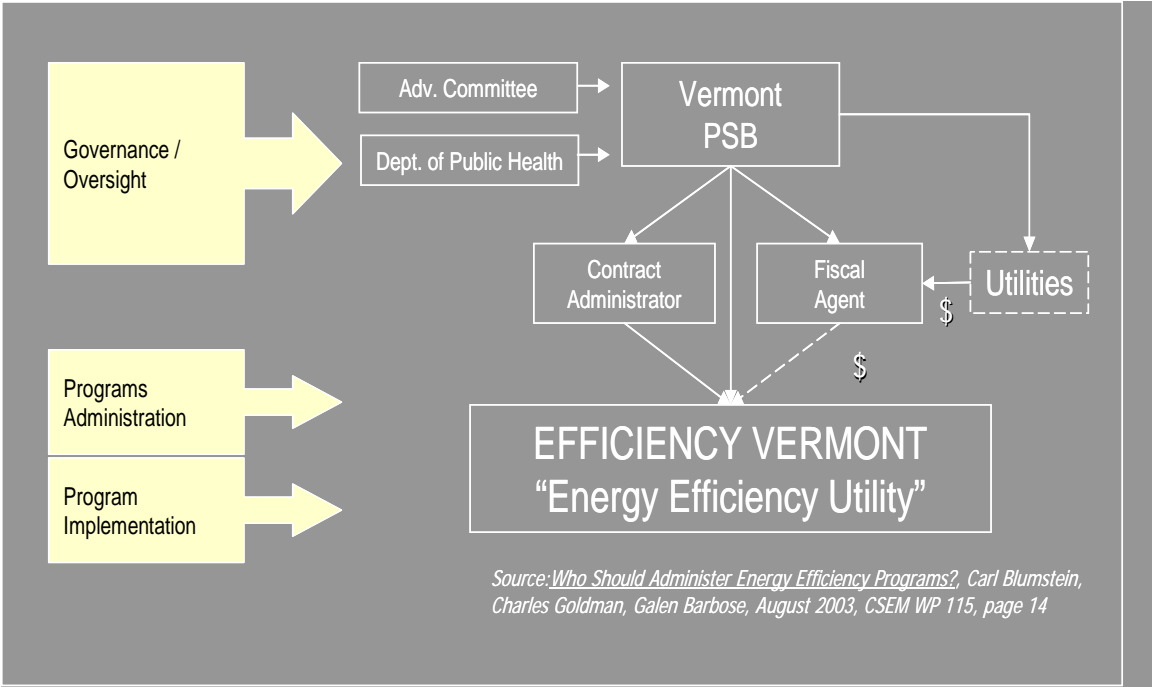 Governance /
Oversight
Adv. Committee
Dept. of Public Health
Vermont
PSB
Contract
Administrator
Fiscal
Agent
Utilities
$
$
Programs
Administration
Program
Implementation
EFFICIENCY VERMONT
“Energy Efficiency Utility”
Source:Who Should Administer Energy Efficiency Programs?, Carl Blumstein,
Charles Goldman, Galen Barbose, August 2003, CSEM WP 115, page 14